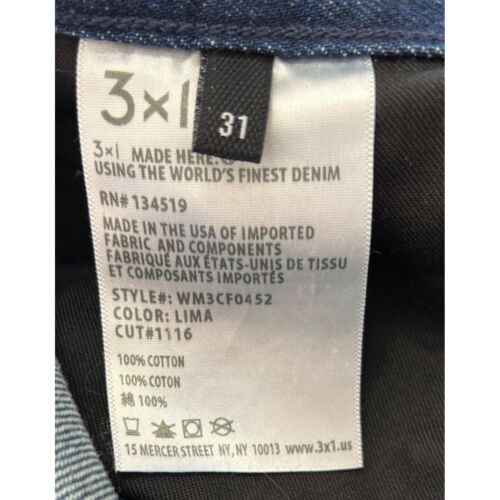 3×1
31
3×1 MADE HERE.®
USING THE WORLD'S FINEST DENIM
RN# 134519
MADE IN THE USA OF IMPORTED
FABRIC AND COMPONENTS
FABRIQUÉ AUX ÉTATS-UNIS DE TISSU
ET COMPOSANTS IMPORTÉS
STYLE#: WM3CF0452
COLOR: LIMA
CUT#1116
100% COTTON
100% COTON
綿 100%
15 MERCER STREET NY, NY 10013 www.3x1.us